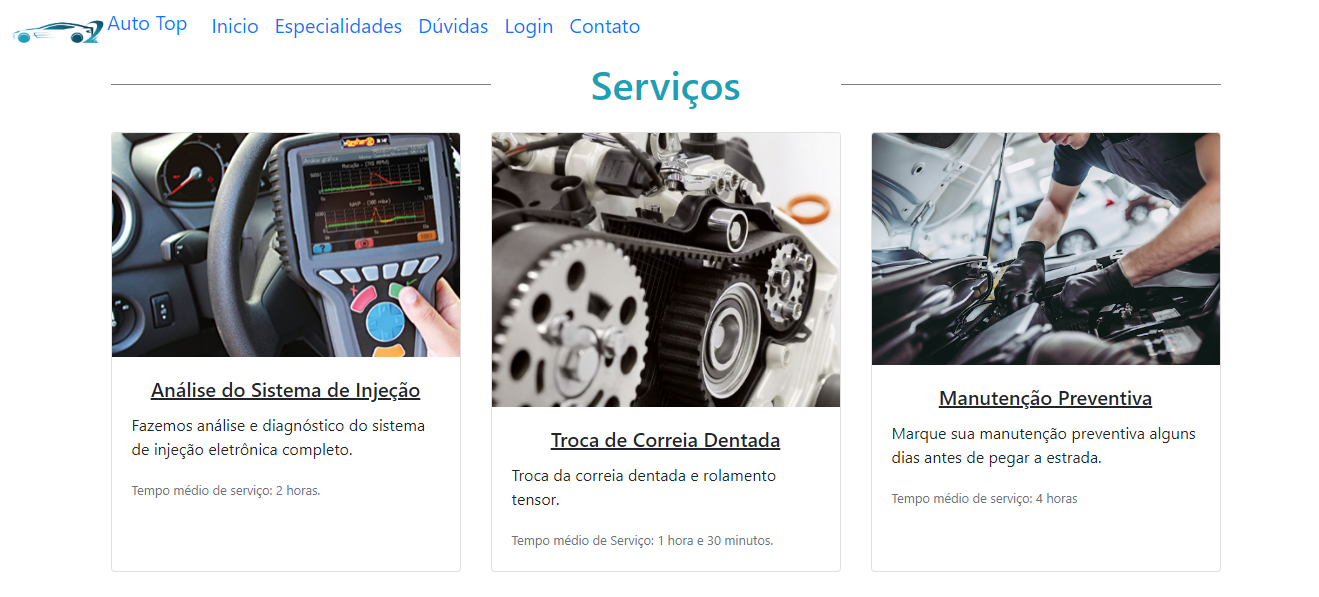 Auto Top Inicio Especialidades Dúvidas Login Contato
Serviços
Análise do Sistema de Injeção
Fazemos análise e diagnóstico do sistema
de injeção eletrônica completo.
Tempo médio de serviço: 2 horas.
Troca de Correia Dentada
Troca da correia dentada e rolamento
tensor.
Tempo médio de Serviço: 1 hora e 30 minutos.
Manutenção Preventiva
Marque sua manutenção preventiva alguns
dias antes de pegar a estrada.
Tempo médio de serviço: 4 horas